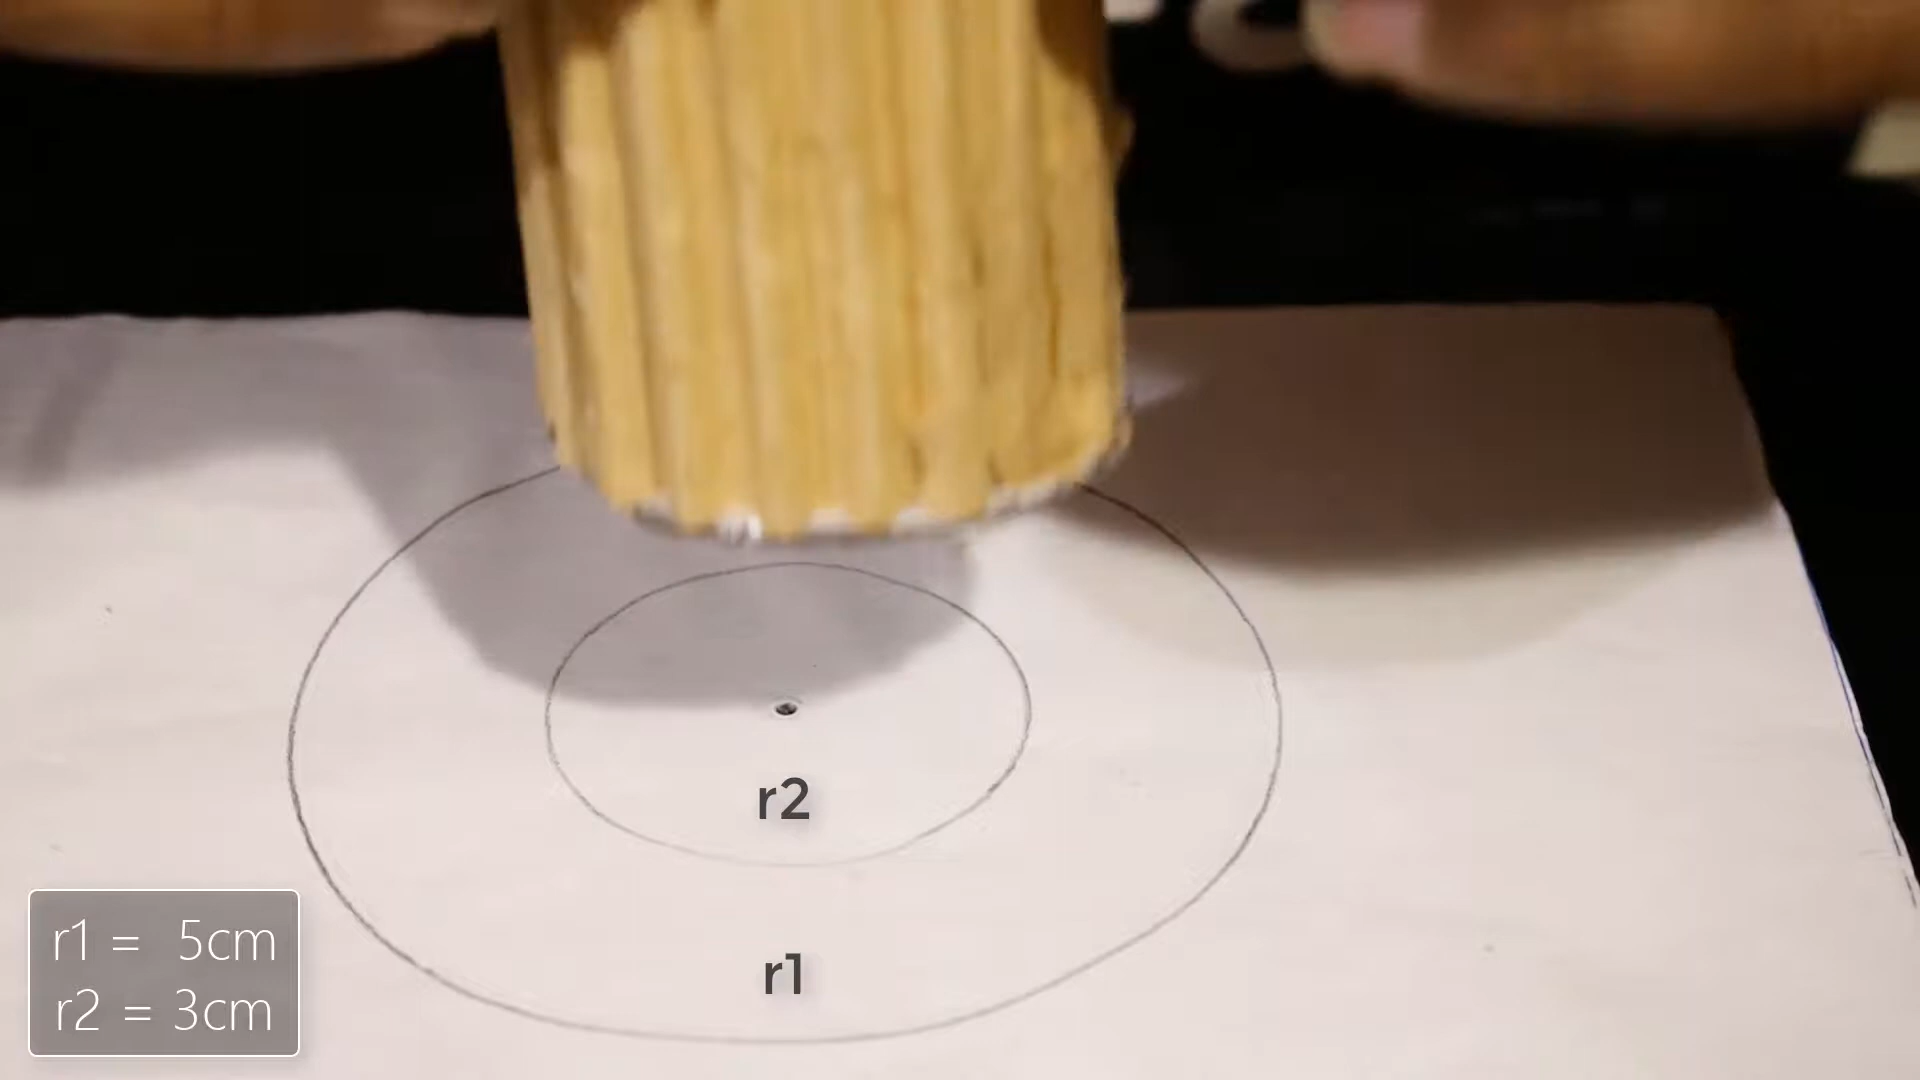 r2
r1
r1 = 5cm
r2 = 3cm